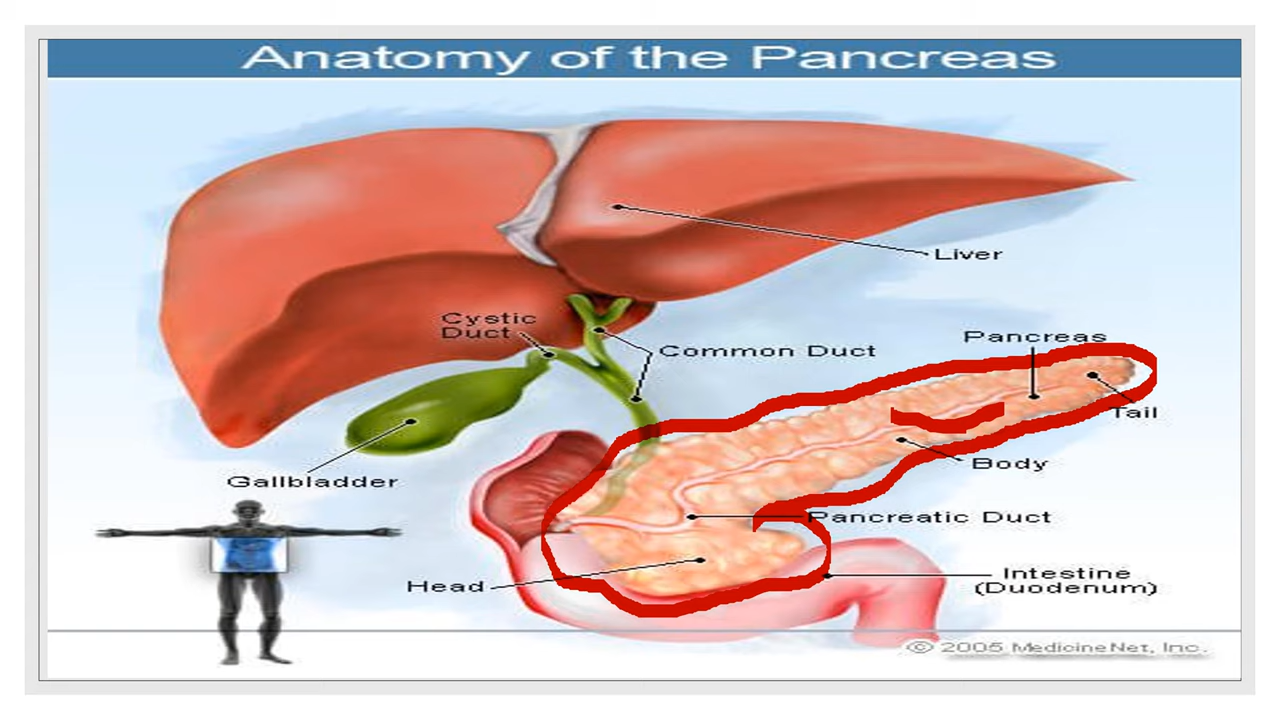 Anatomy of the Pancreas
Liver
Cystic
Duct
Pancreas
Common Duct
Tail
Body
Gallbladder
Pancreatic Duct
Head
Intestine
(Duodenum)
© 2005 MedicineNet, Inc.